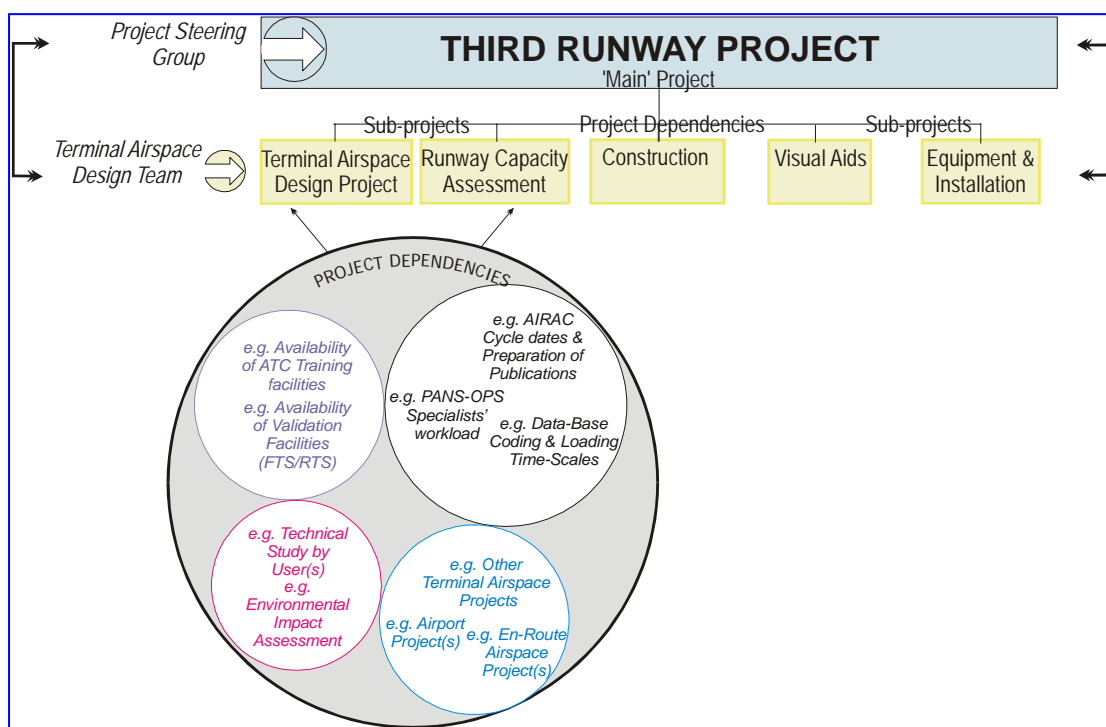 Project Steering
Group
THIRD RUNWAY PROJECT
'Main' Project
Sub-projects
Project Dependencies
Sub-projects
Terminal Airspace
Design Team
Terminal Airspace
Design Project
Runway Capacity
Assessment
Construction
Visual Aids
Equipment &
Installation
PROJECT DEPENDENCIES
e.g. Availability
of ATC Training
facilities
e.g. Availability
of Validation
Facilities
(FTS/RTS)
e.g. AIRAC
Cycle dates &
Preparation of
Publications
e.g. PANS-OPS
Specialists'
workload
e.g. Data-Base
Coding & Loading
Time-Scales
e.g. Technical
Study by
User(s)
e.g.
Environmental
Impact
Assessment
e.g. Other
Terminal Airspace
Projects
e.g. Airport
Project(s)
e.g. En-Route
Airspace
Project(s)